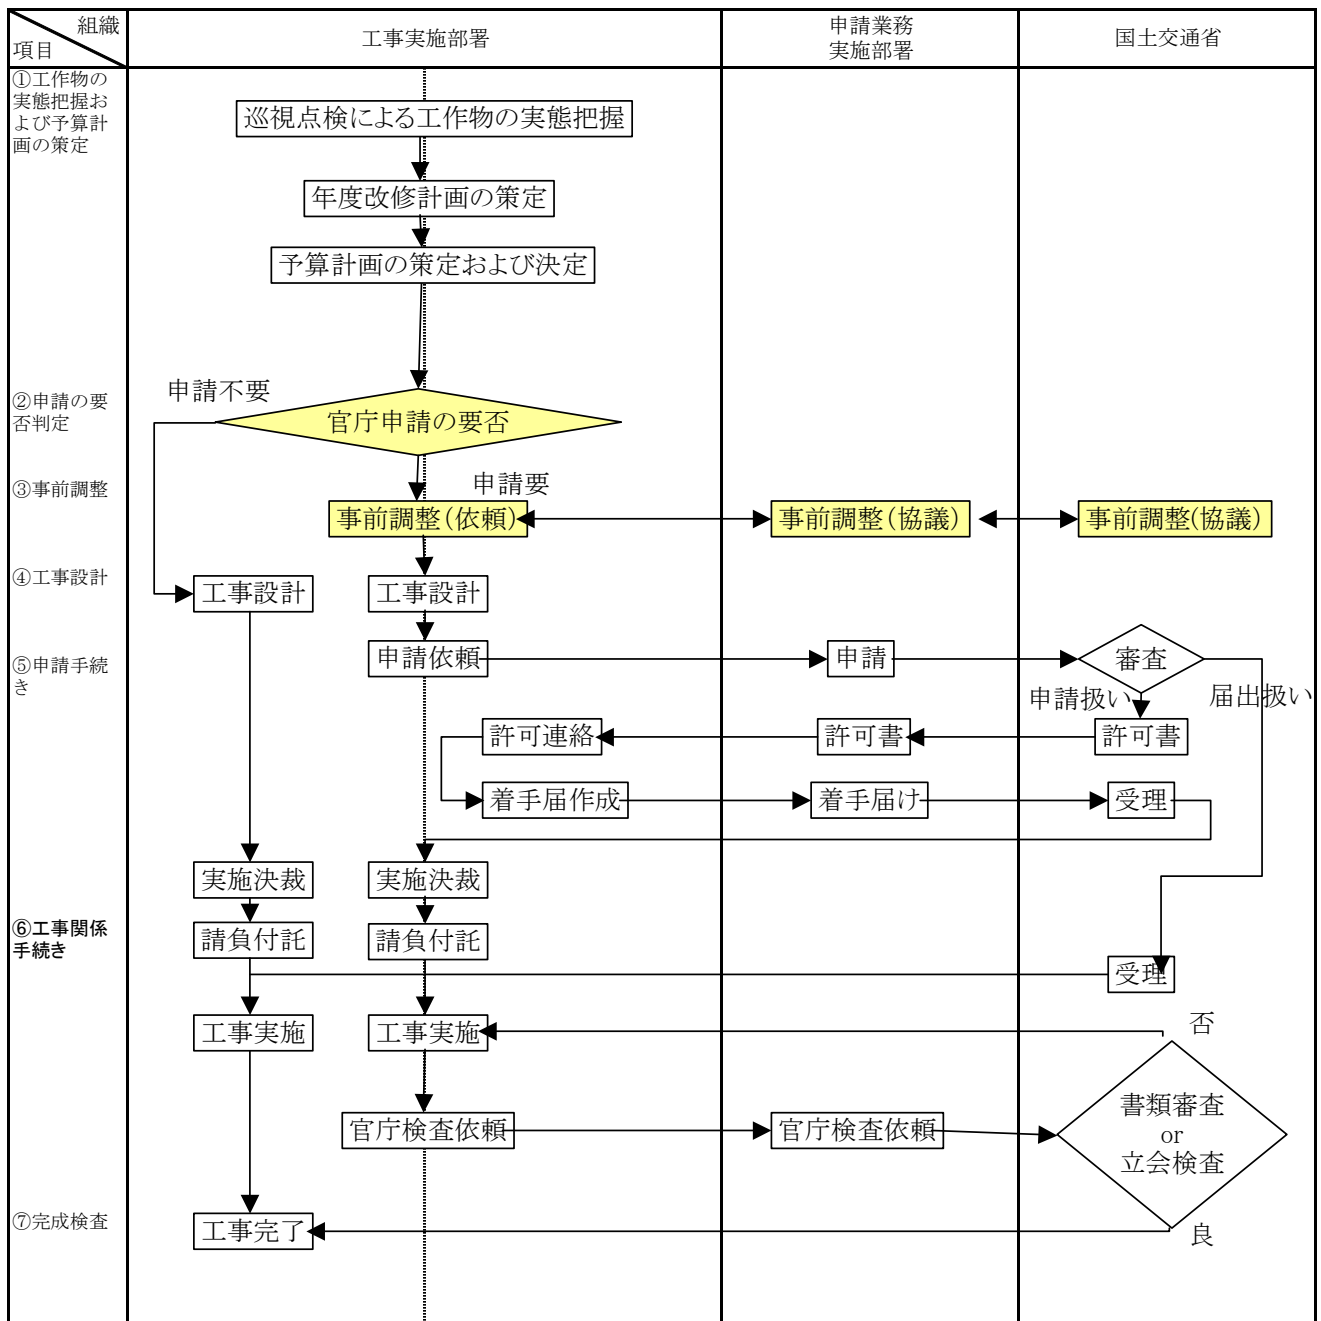 組織
項目
工事実施部署
申請業務
実施部署
国土交通省
①工作物の
実態把握お
よび予算計
画の策定
巡視点検による工作物の実態把握
年度改修計画の策定
予算計画の策定および決定
②申請の要
否判定
申請不要
官庁申請の要否
③事前調整
申請要
事前調整(依頼)
事前調整(協議)
事前調整(協議)
④工事設計
工事設計
工事設計
⑤申請手続
き
申請依頼
申請
審査
申請扱い
届出扱い
許可連絡
許可書
許可書
着手届作成
着手届け
受理
実施決裁
実施決裁
⑥工事関係
手続き
請負付託
請負付託
受理
工事実施
工事実施
否
官庁検査依頼
官庁検査依頼
書類審査
or
立会検査
⑦完成検査
工事完了
良